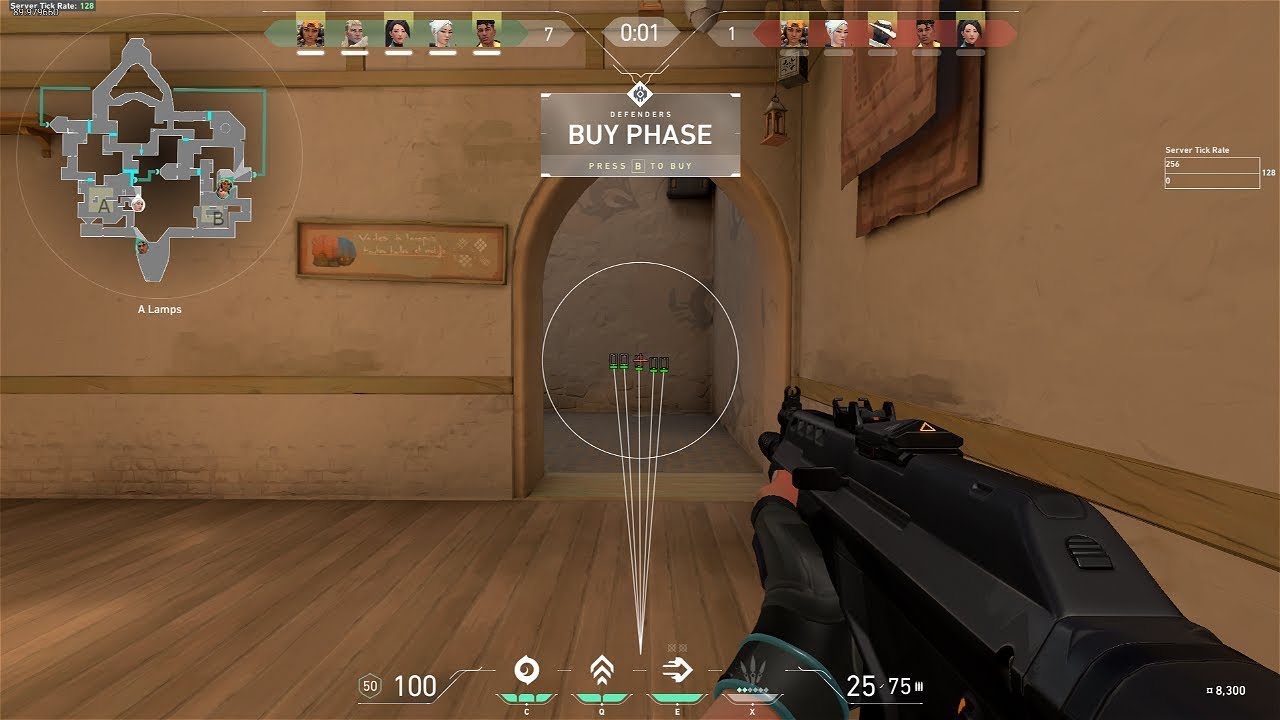 Server Tick Rate: 128
7
0:01
1
DEFENDERS
BUY PHASE
PRESS B TO BUY
Server Tick Rate
256
128
0
A
B
A Lamps
50
100
C
Q
E
X
25 / 75
¤ 8,300